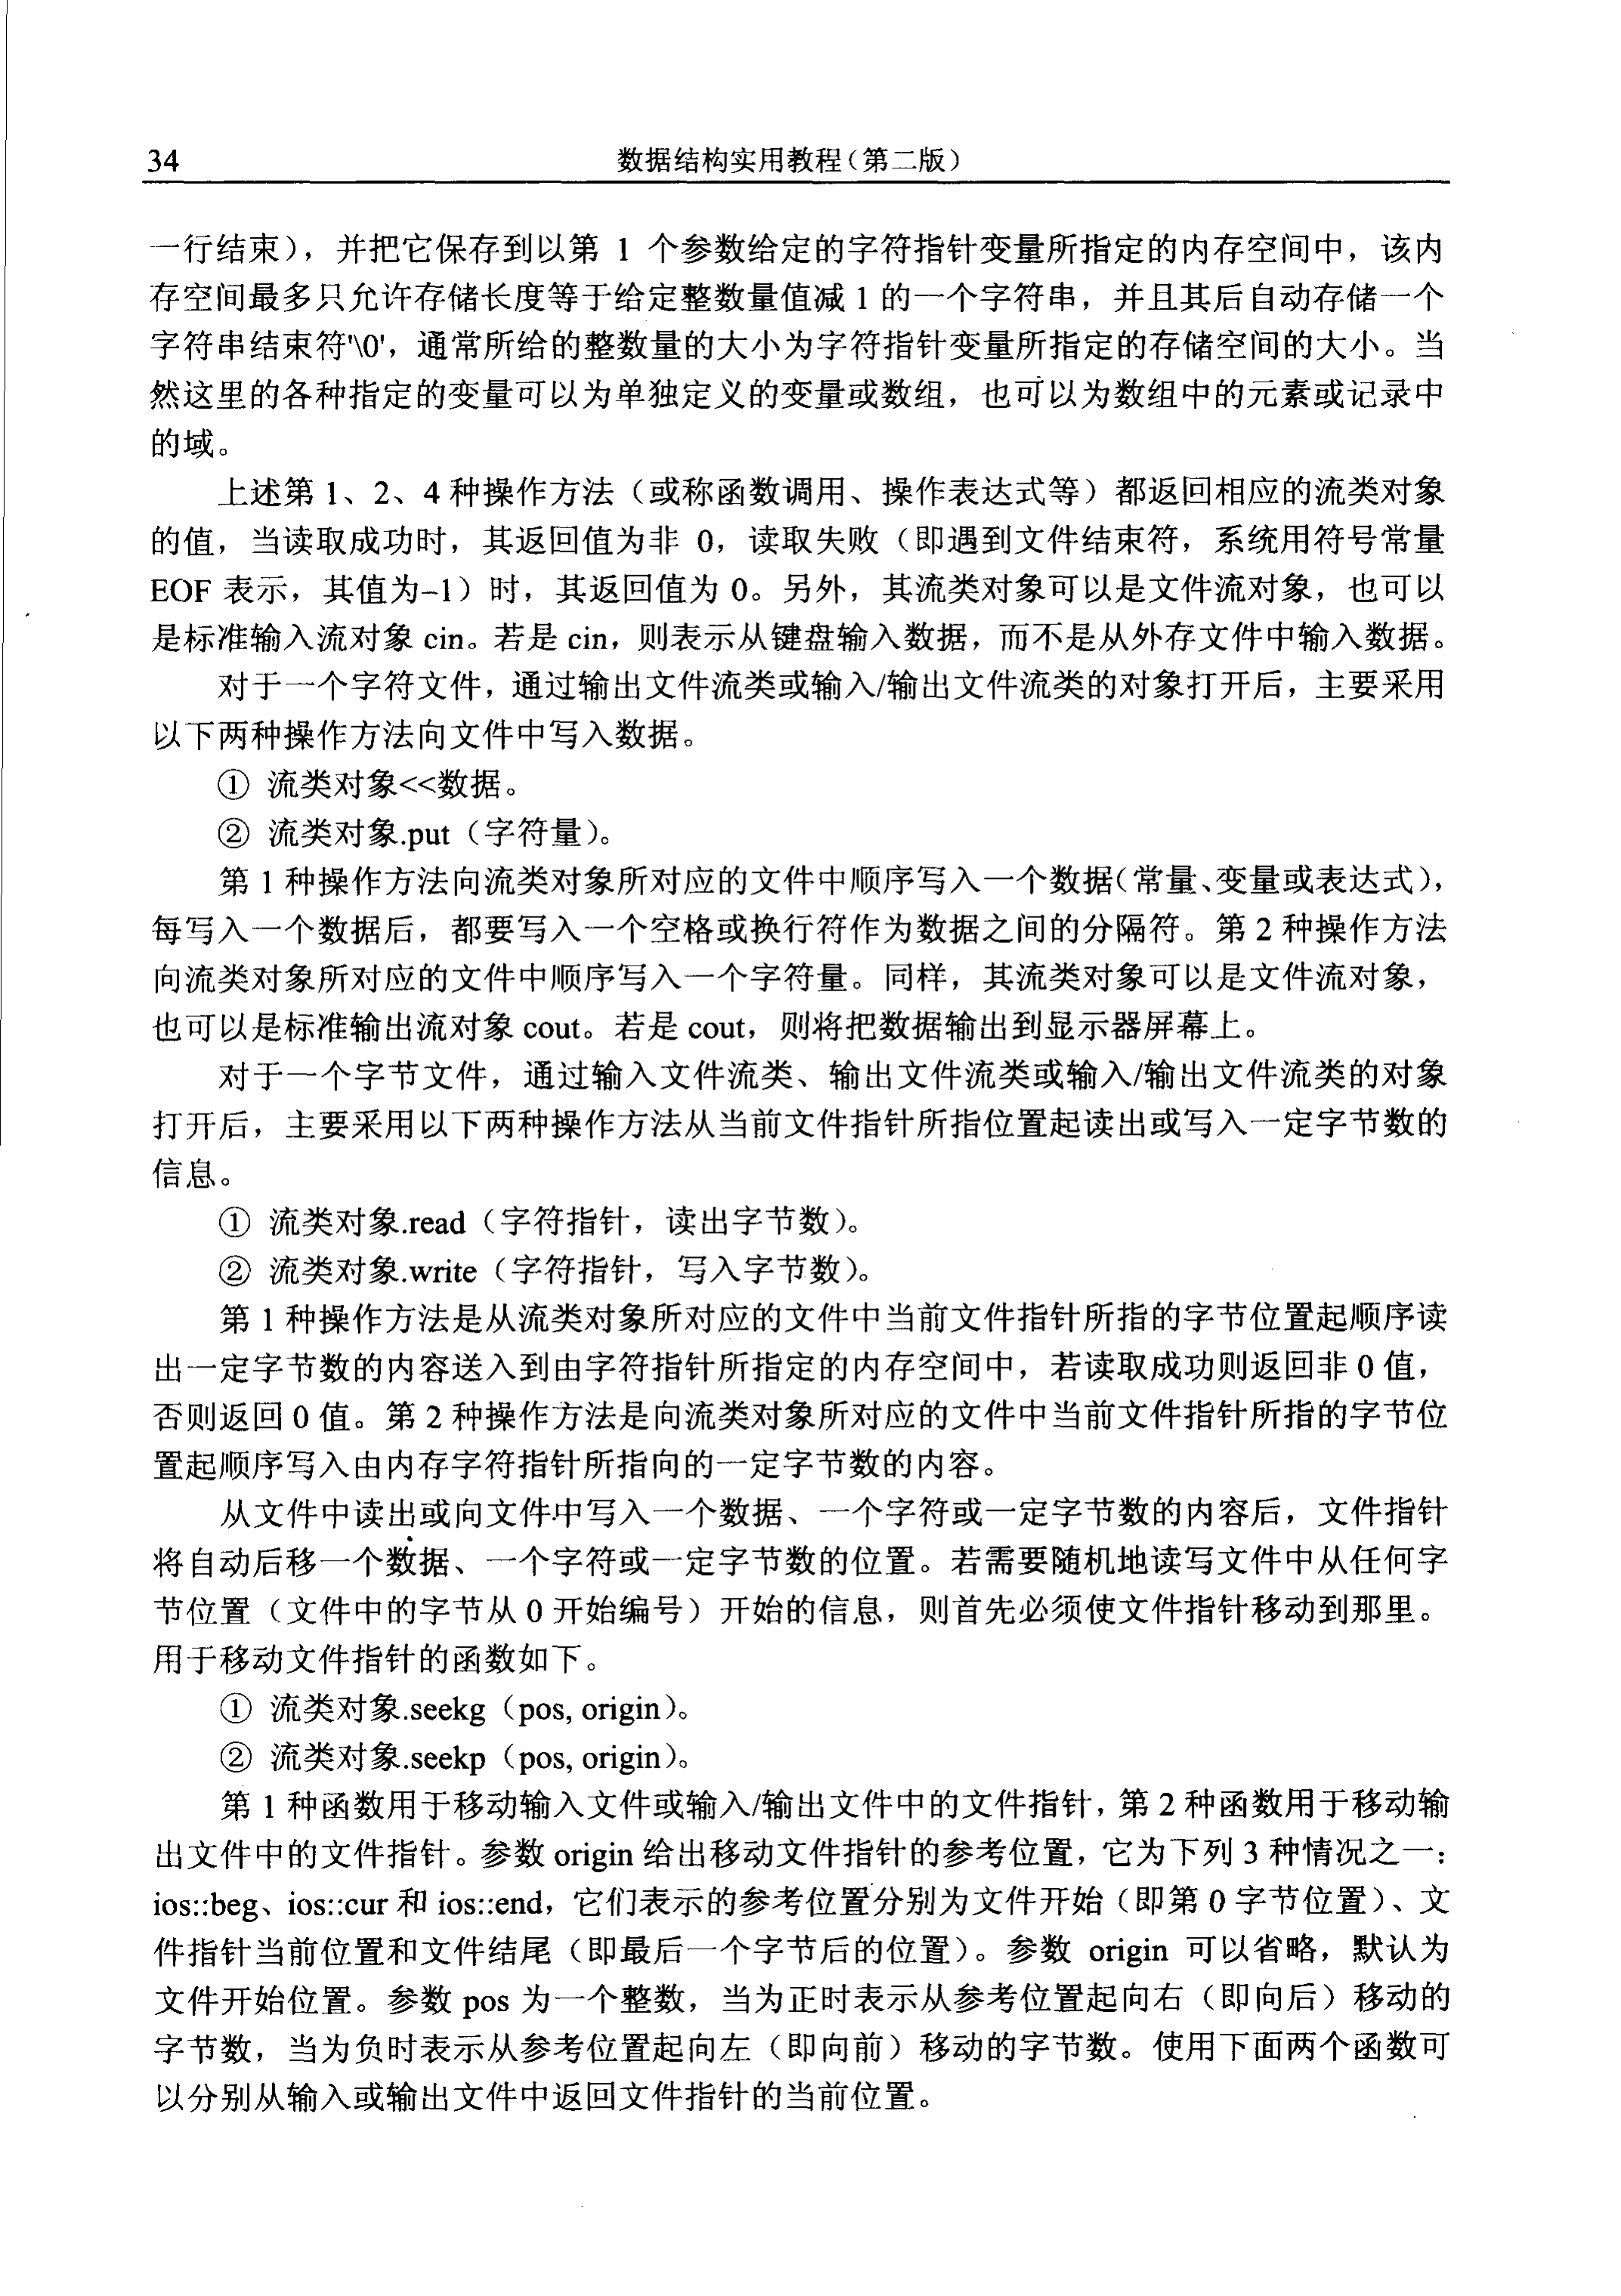 34
数据结构实用教程（第二版）
一行结束），并把它保存到以第 1 个参数给定的字符指针变量所指定的内存空间中，该内
存空间最多只允许存储长度等于给定整数量值减 1 的一个字符串，并且其后自动存储一个
字符串结束符'\0'，通常所给的整数量的大小为字符指针变量所指定的存储空间的大小。当
然这里的各种指定的变量可以为单独定义的变量或数组，也可以为数组中的元素或记录中
的域。
上述第 1、2、4 种操作方法（或称函数调用、操作表达式等）都返回相应的流类对象
的值，当读取成功时，其返回值为非 0，读取失败（即遇到文件结束符，系统用符号常量
EOF 表示，其值为–1）时，其返回值为 0。另外，其流类对象可以是文件流对象，也可以
是标准输入流对象 cin。若是 cin，则表示从键盘输入数据，而不是从外存文件中输入数据。
对于一个字符文件，通过输出文件流类或输入/输出文件流类的对象打开后，主要采用
以下两种操作方法向文件中写入数据。
① 流类对象<<数据。
② 流类对象.put（字符量）。
第 1 种操作方法向流类对象所对应的文件中顺序写入一个数据（常量、变量或表达式），
每写入一个数据后，都要写入一个空格或换行符作为数据之间的分隔符。第 2 种操作方法
向流类对象所对应的文件中顺序写入一个字符量。同样，其流类对象可以是文件流对象，
也可以是标准输出流对象 cout。若是 cout，则将把数据输出到显示器屏幕上。
对于一个字节文件，通过输入文件流类、输出文件流类或输入/输出文件流类的对象
打开后，主要采用以下两种操作方法从当前文件指针所指位置起读出或写入一定字节数的
信息。
① 流类对象.read（字符指针，读出字节数）。
② 流类对象.write（字符指针，写入字节数）。
第 1 种操作方法是从流类对象所对应的文件中当前文件指针所指的字节位置起顺序读
出一定字节数的内容送入到由字符指针所指定的内存空间中，若读取成功则返回非 0 值，
否则返回 0 值。第 2 种操作方法是向流类对象所对应的文件中当前文件指针所指的字节位
置起顺序写入由内存字符指针所指向的一定字节数的内容。
从文件中读出或向文件中写入一个数据、一个字符或一定字节数的内容后，文件指针
将自动后移一个数据、一个字符或一定字节数的位置。若需要随机地读写文件中从任何字
节位置（文件中的字节从 0 开始编号）开始的信息，则首先必须使文件指针移动到那里。
用于移动文件指针的函数如下。
① 流类对象.seekg（pos, origin）。
② 流类对象.seekp（pos, origin）。
第 1 种函数用于移动输入文件或输入/输出文件中的文件指针，第 2 种函数用于移动输
出文件中的文件指针。参数 origin 给出移动文件指针的参考位置，它为下列 3 种情况之一：
ios::beg、ios::cur 和 ios::end，它们表示的参考位置分别为文件开始（即第 0 字节位置）、文
件指针当前位置和文件结尾（即最后一个字节后的位置）。参数 origin 可以省略，默认为
文件开始位置。参数 pos 为一个整数，当为正时表示从参考位置起向右（即向后）移动的
字节数，当为负时表示从参考位置起向左（即向前）移动的字节数。使用下面两个函数可
以分别从输入或输出文件中返回文件指针的当前位置。